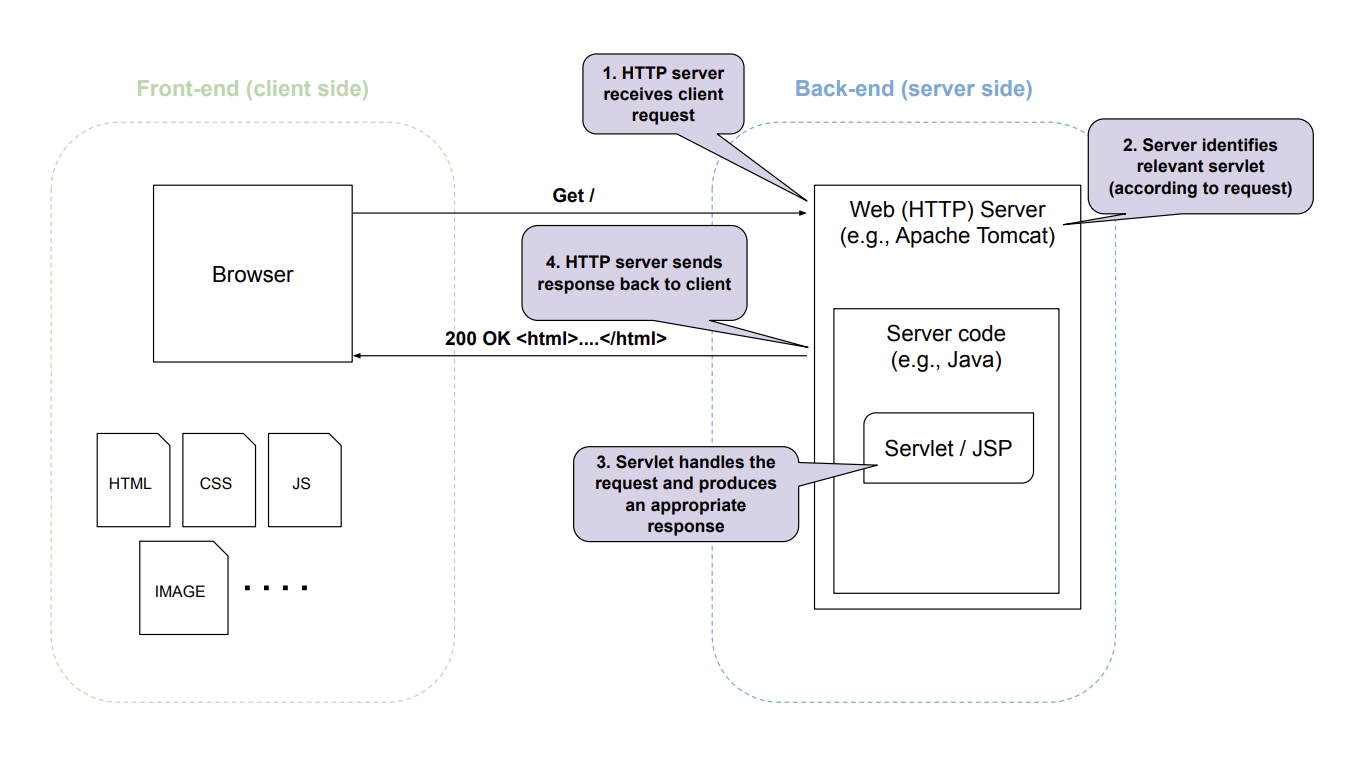 Front-end (client side)
1. HTTP server
receives client
request
Back-end (server side)
2. Server identifies
relevant servlet
(according to request)
Get /
Web (HTTP) Server
(e.g., Apache Tomcat)
Browser
4. HTTP server sends
response back to client
200 OK <html>....</html>
Server code
(e.g., Java)
Servlet / JSP
3. Servlet handles the
request and produces
an appropriate
response
HTML
CSS
JS
IMAGE
. . . .